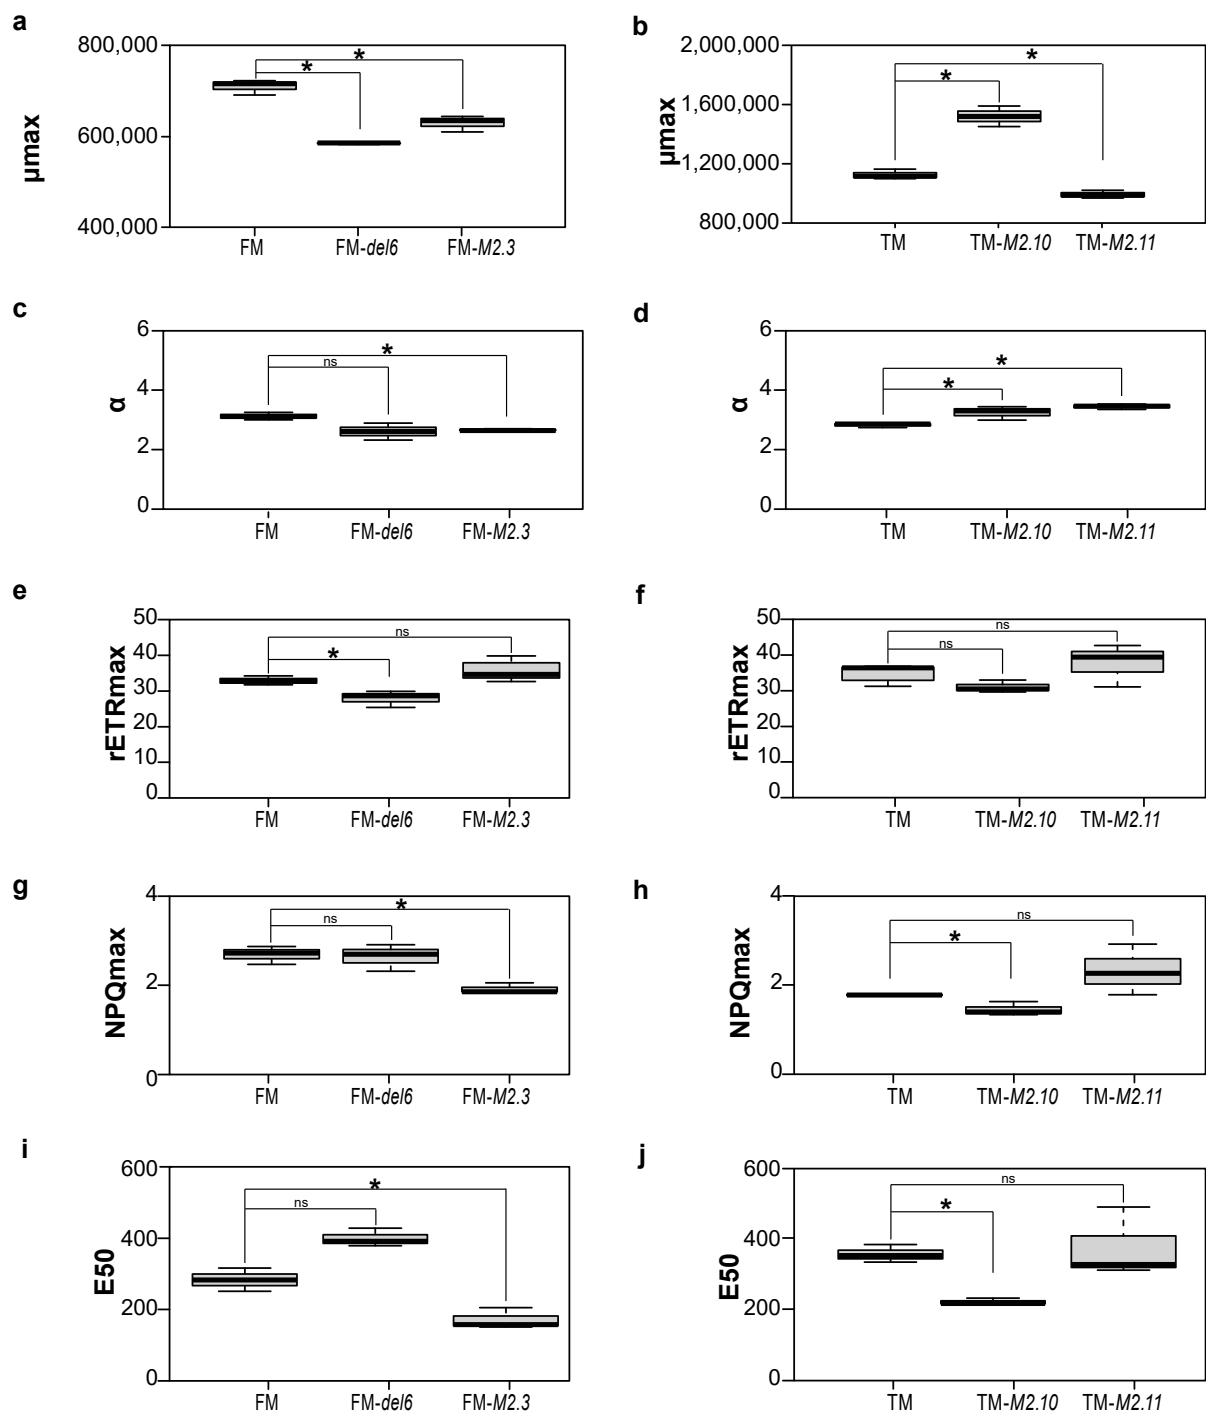 a
µmax
800,000
600,000
400,000
*
*
FM
FM-del6
FM-M2.3
b
µmax
2,000,000
1,600,000
1,200,000
800,000
*
*
TM
TM-M2.10
TM-M2.11
c
α
6
4
2
0
*
ns
FM
FM-del6
FM-M2.3
d
α
6
4
2
0
*
*
TM
TM-M2.10
TM-M2.11
e
rETRmax
50
40
30
20
10
0
ns
*
FM
FM-del6
FM-M2.3
f
rETRmax
50
40
30
20
10
0
ns
ns
TM
TM-M2.10
TM-M2.11
g
NPQmax
4
2
0
*
ns
FM
FM-del6
FM-M2.3
h
NPQmax
4
2
0
ns
*
TM
TM-M2.10
TM-M2.11
i
E50
600
400
200
0
*
ns
FM
FM-del6
FM-M2.3
j
E50
600
400
200
0
ns
*
TM
TM-M2.10
TM-M2.11